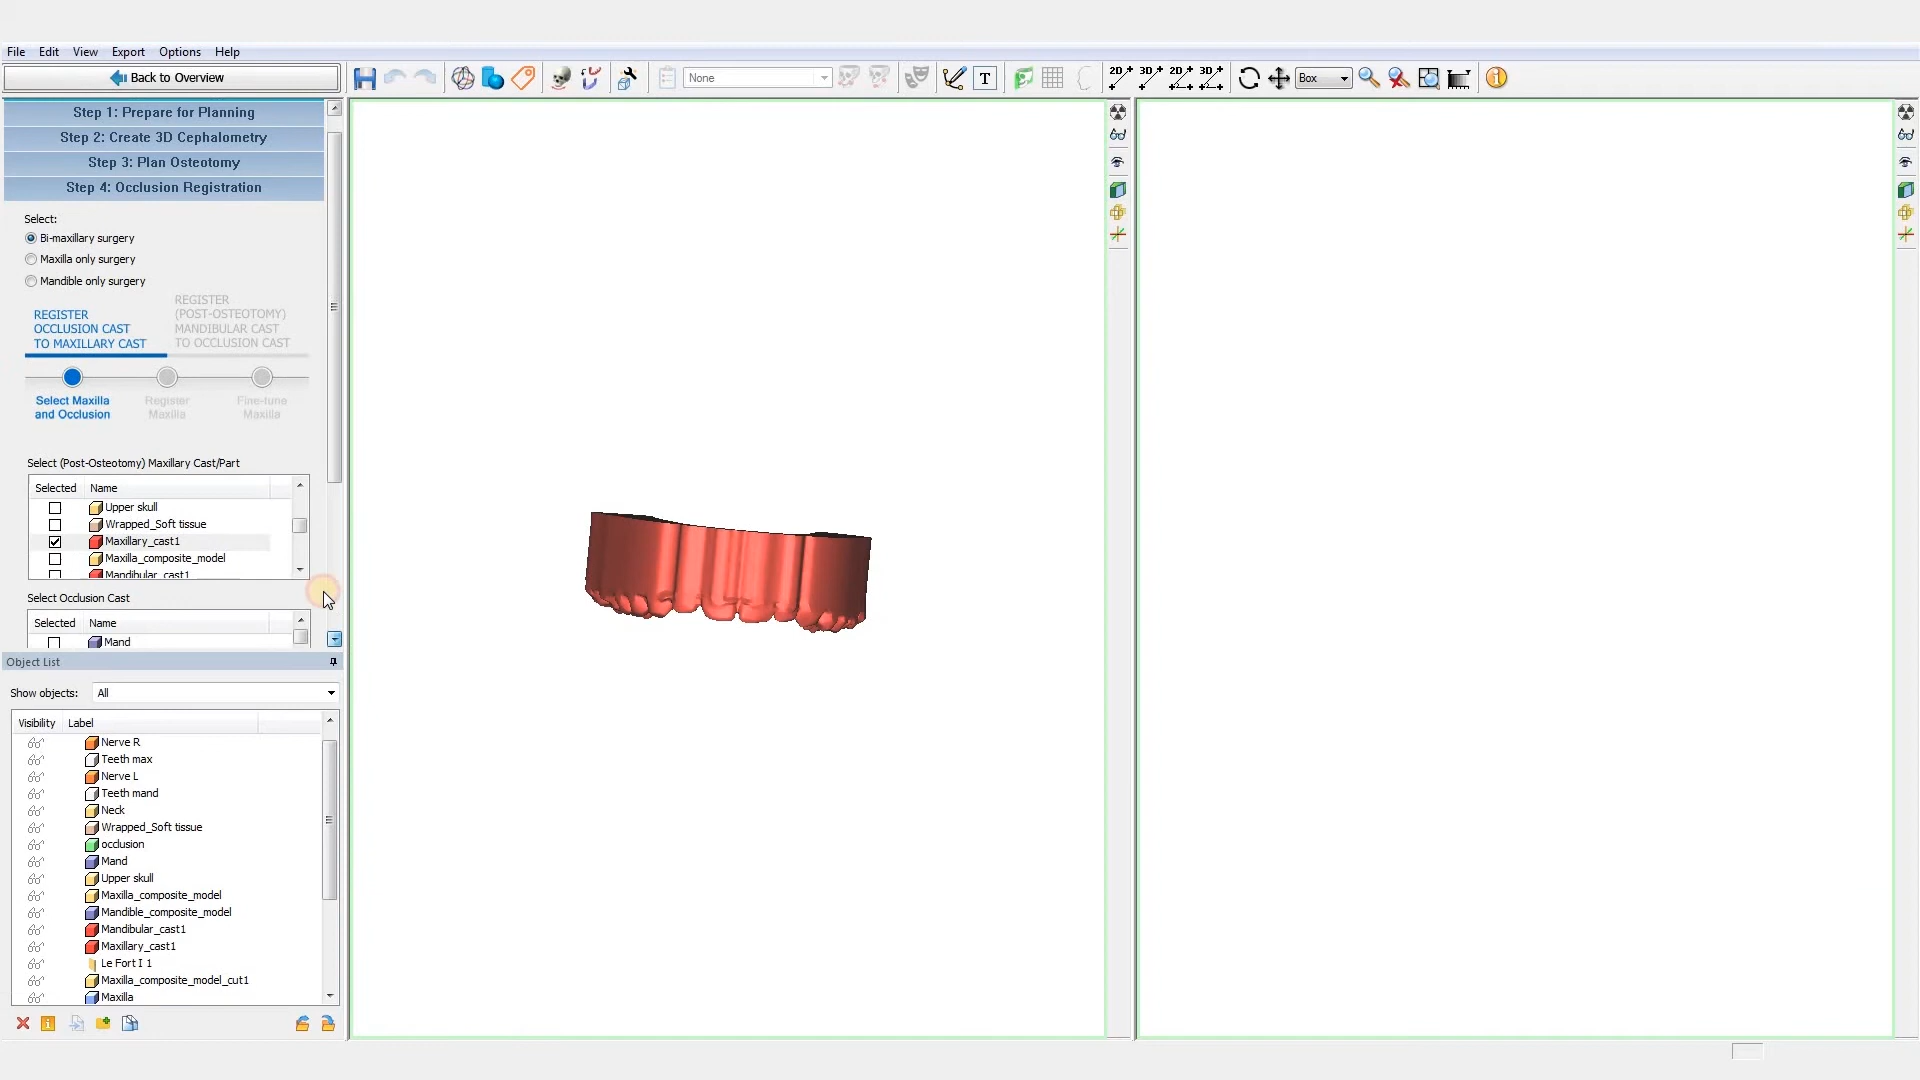 File Edit View Export Options Help
Back to Overview
None
T
2D 3D 2D 3D
Box
Step 1: Prepare for Planning
Step 2: Create 3D Cephalometry
Step 3: Plan Osteotomy
Step 4: Occlusion Registration
Select:
Bi-maxillary surgery
Maxilla only surgery
Mandible only surgery
REGISTER
OCCLUSION CAST
TO MAXILLARY CAST
REGISTER
(POST-OSTEOTOMY)
MANDIBULAR CAST
TO OCCLUSION CAST
Select Maxilla
and Occlusion
Register
Maxilla
Fine-tune
Maxilla
Select (Post-Osteotomy) Maxillary Cast/Part
Selected Name
Upper skull
Wrapped_Soft tissue
Maxillary_cast1
Maxilla_composite_model
Mandibular_cast1
Select Occlusion Cast
Selected Name
Mand
Object List
Show objects: All
Visibility Label
Nerve R
Teeth max
Nerve L
Teeth mand
Neck
Wrapped_Soft tissue
occlusion
Mand
Upper skull
Maxilla_composite_model
Mandible_composite_model
Mandibular_cast1
Maxillary_cast1
Le Fort I 1
Maxilla_composite_model_cut1
Maxilla